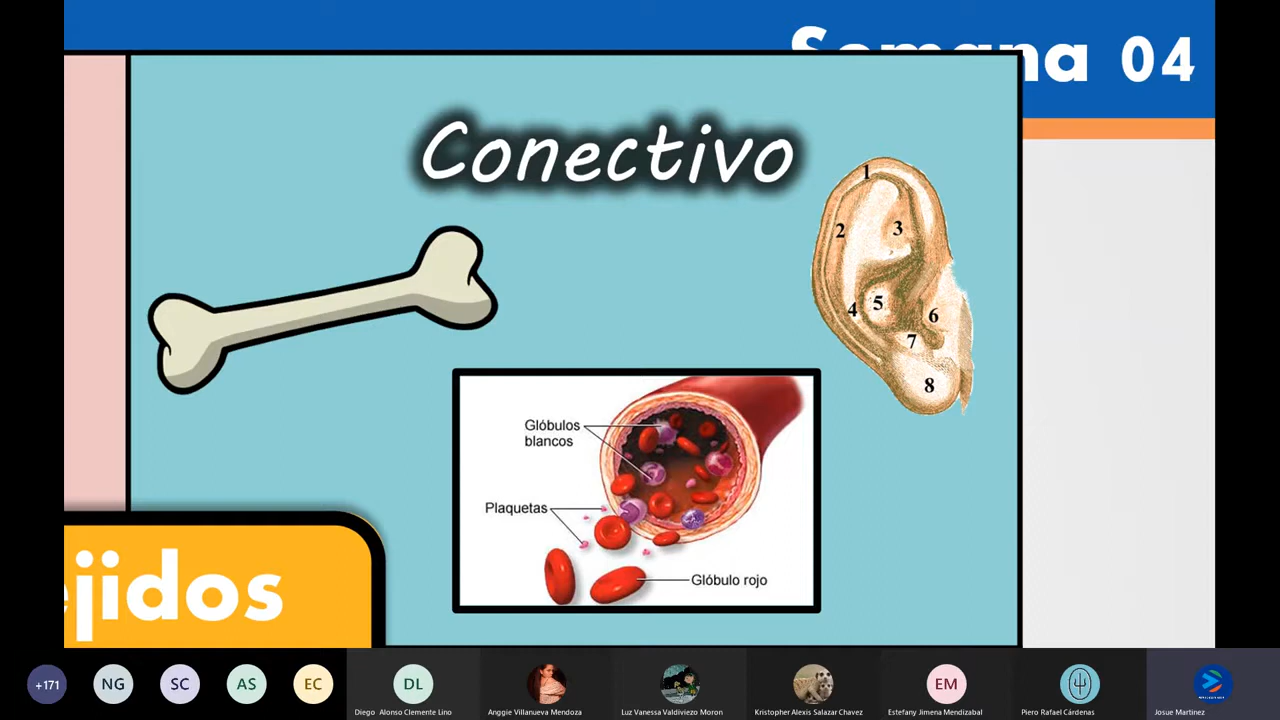 Semana 04
Conectivo
1
2
3
4
5
6
7
8
Glóbulos
blancos
Plaquetas
Glóbulo rojo
ejidos
+171
NG
SC
AS
EC
DL
EM
Diego Alonso Clemente Lino
Anggie Villanueva Mendoza
Luz Vanessa Valdiviezo Moron
Kristopher Alexis Salazar Chavez
Estefany Jimena Mendizabal
Piero Rafael Cárdenas
Josue Martinez